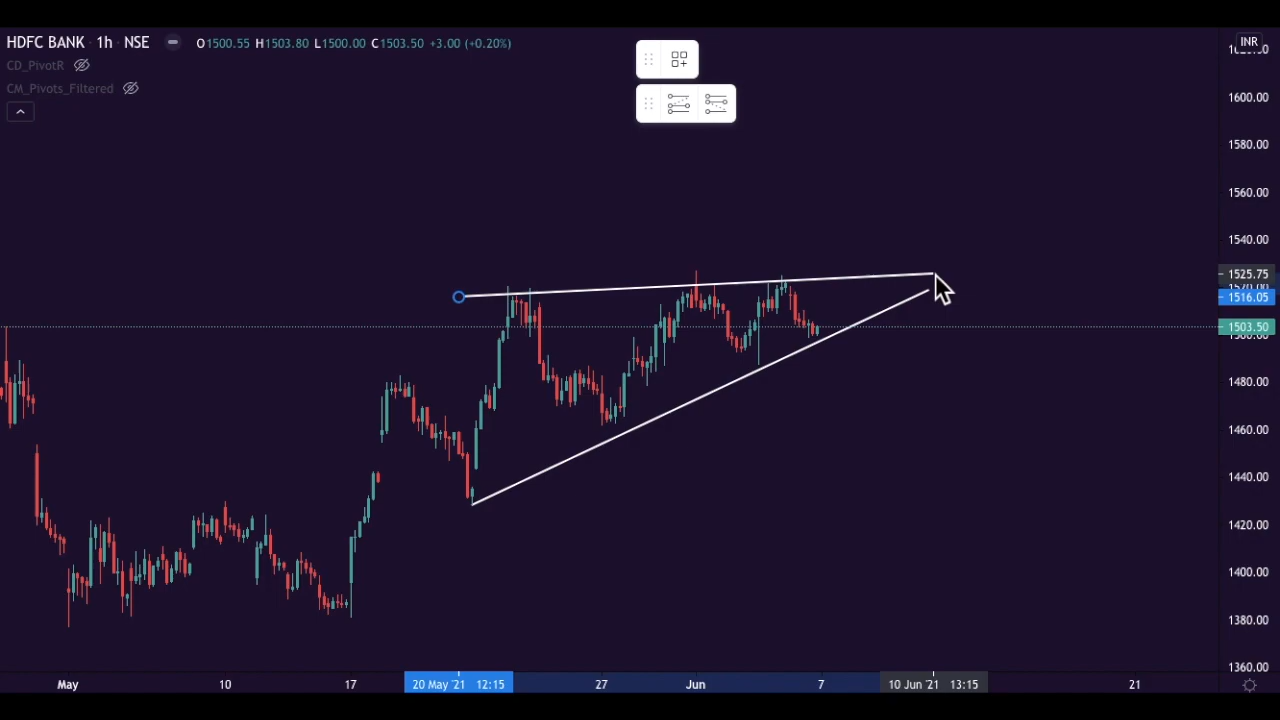 HDFC BANK · 1h · NSE O1500.55 H1503.80 L1500.00 C1503.50 +3.00 (+0.20%)
CD_PivotR
CM_Pivots_Filtered
INR
1600.00
1580.00
1560.00
1540.00
1525.75
1516.05
1503.50
1480.00
1460.00
1440.00
1420.00
1400.00
1380.00
1360.00
May 10 17 20 May '21 12:15 27 Jun 7 10 Jun '21 13:15 21